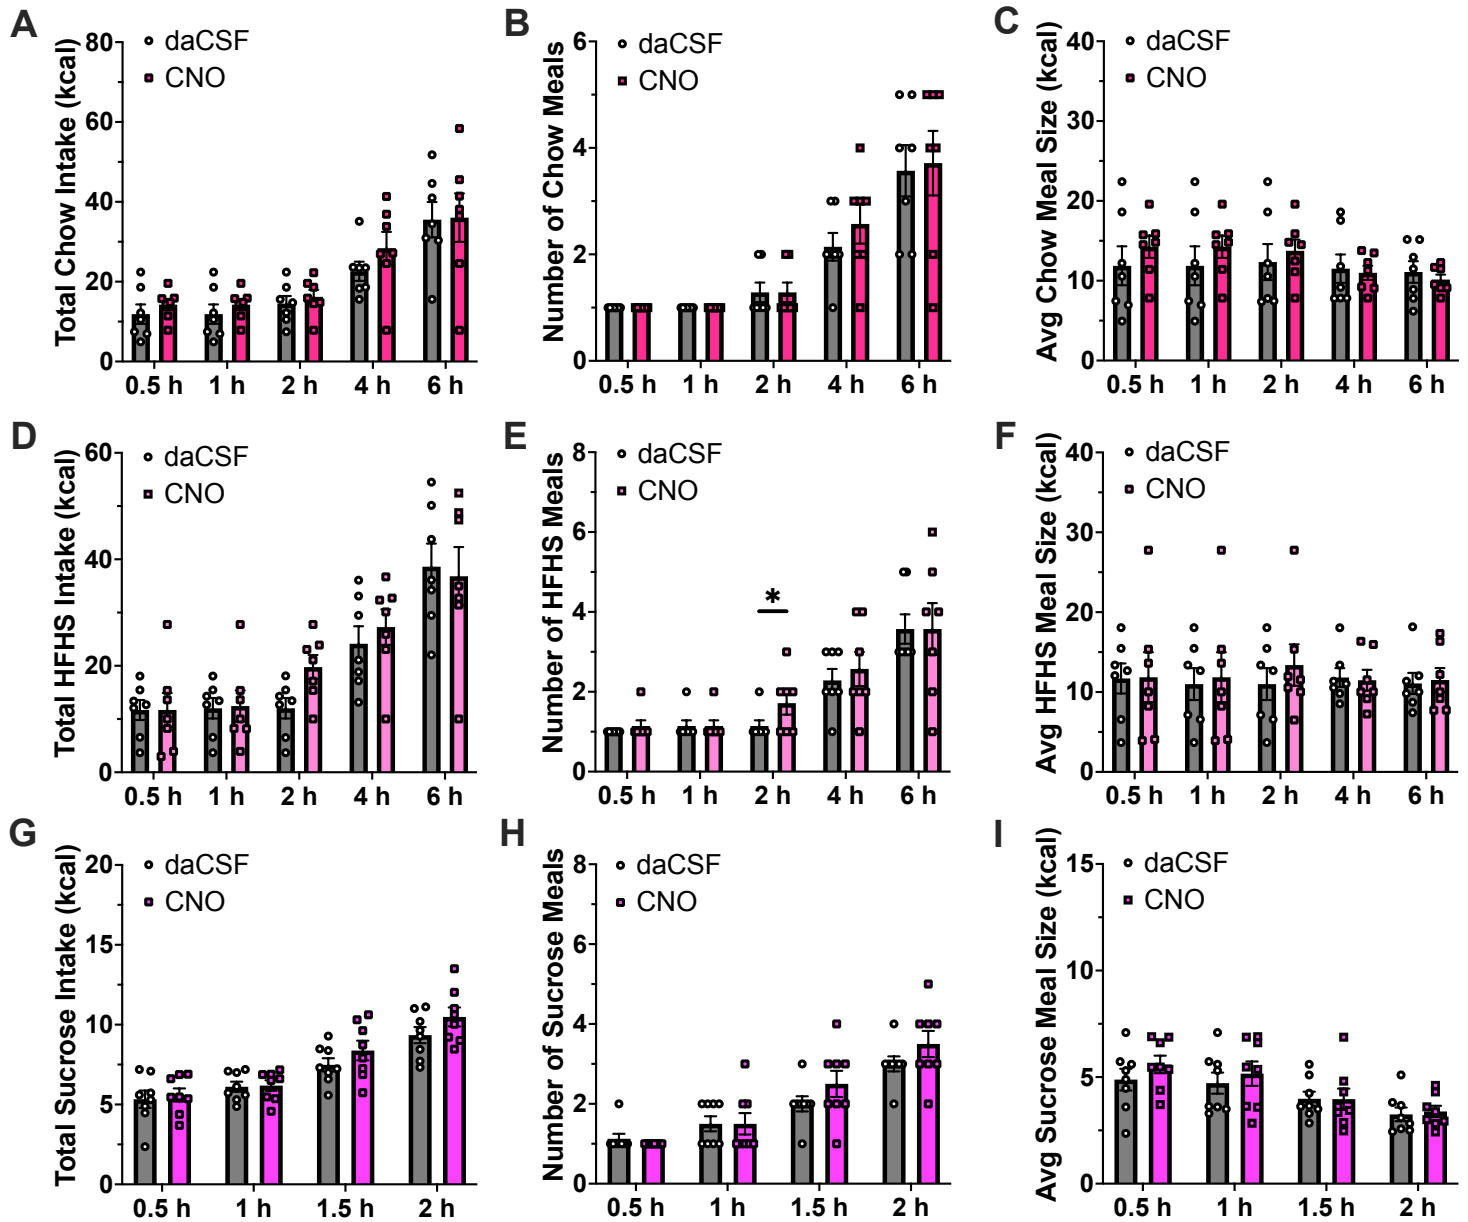 A
Total Chow Intake (kcal)
80
60
40
20
0
daCSF
CNO
0.5 h 1 h 2 h 4 h 6 h
B
Number of Chow Meals
6
4
2
0
daCSF
CNO
0.5 h 1 h 2 h 4 h 6 h
C
Avg Chow Meal Size (kcal)
40
30
20
10
0
daCSF
CNO
0.5 h 1 h 2 h 4 h 6 h
D
Total HFHS Intake (kcal)
60
40
20
0
daCSF
CNO
0.5 h 1 h 2 h 4 h 6 h
E
Number of HFHS Meals
8
6
4
2
0
daCSF
CNO
*
0.5 h 1 h 2 h 4 h 6 h
F
Avg HFHS Meal Size (kcal)
40
30
20
10
0
daCSF
CNO
0.5 h 1 h 2 h 4 h 6 h
G
Total Sucrose Intake (kcal)
20
15
10
5
0
daCSF
CNO
0.5 h 1 h 1.5 h 2 h
H
Number of Sucrose Meals
8
6
4
2
0
daCSF
CNO
0.5 h 1 h 1.5 h 2 h
I
Avg Sucrose Meal Size (kcal)
15
10
5
0
daCSF
CNO
0.5 h 1 h 1.5 h 2 h